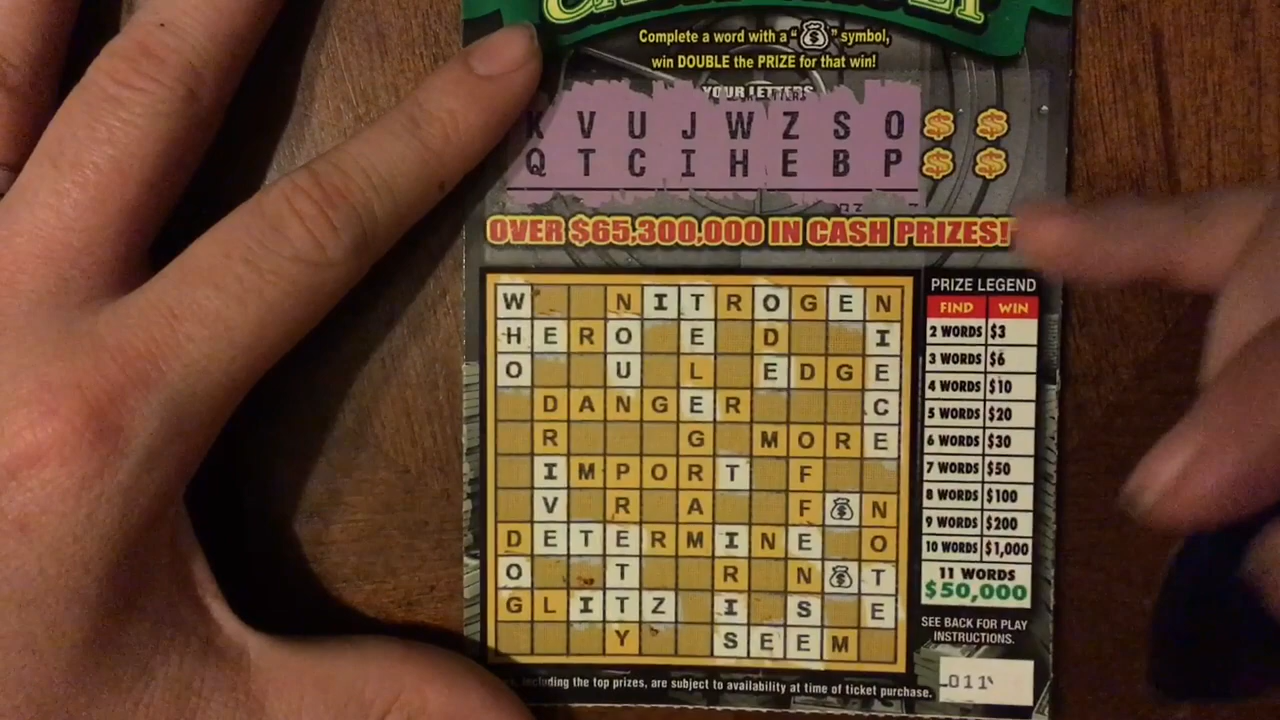 Complete a word with a " " symbol,
win DOUBLE the PRIZE for that win!
YOUR LETTERS
K V U J W Z S O
Q T C I H E B P
OVER $65,300,000 IN CASH PRIZES!
W N I T R O G E N
H E R O E D I
O U L E D G E
D A N G E R C
R G M O R E
I M P O R T F
V R A F N
D E T E R M I N E O
O T R N T
G L I T Z I S E
Y S E E M
PRIZE LEGEND
FIND WIN
2 WORDS $3
3 WORDS $6
4 WORDS $10
5 WORDS $20
6 WORDS $30
7 WORDS $50
8 WORDS $100
9 WORDS $200
10 WORDS $1,000
11 WORDS
$50,000
SEE BACK FOR PLAY
INSTRUCTIONS.
011
including the top prizes, are subject to availability at time of ticket purchase.